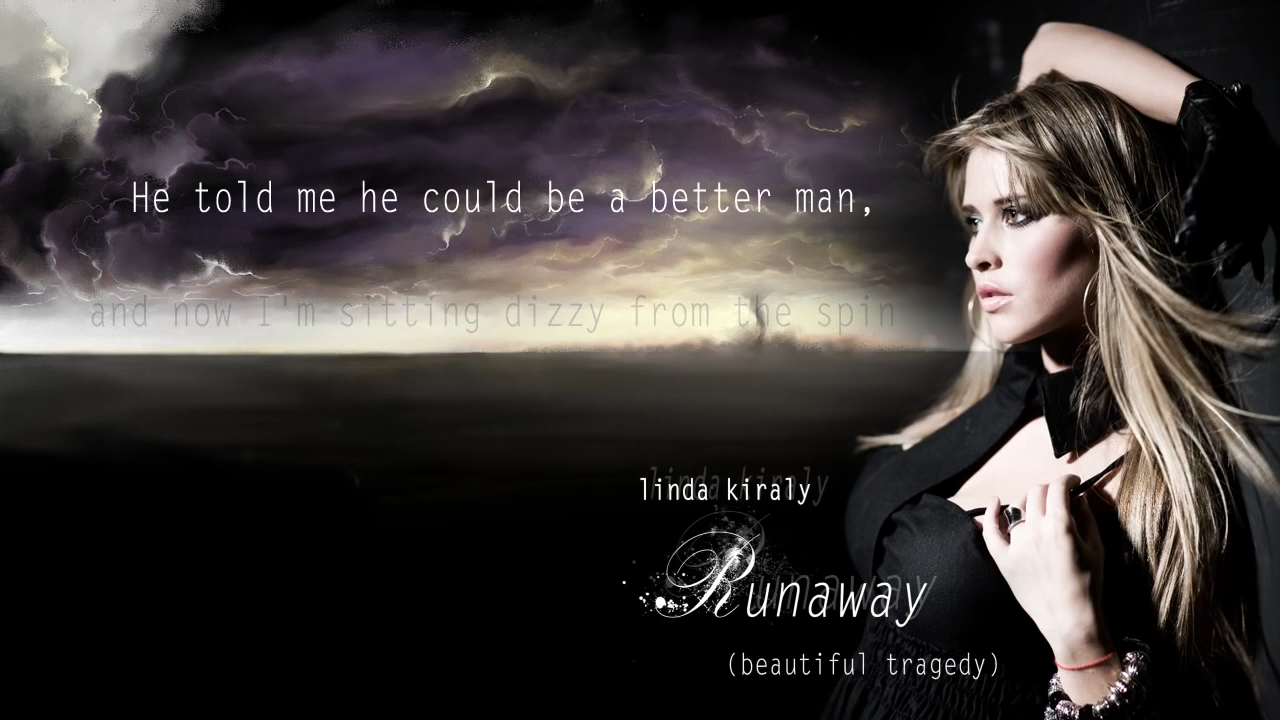 He told me he could be a better man,
and now I'm sitting dizzy from the spin
linda kiraly
Runaway
(beautiful tragedy)